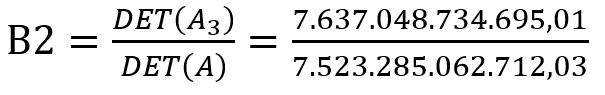 B2 = DET(A₃) / DET(A) = 7.637.048.734.695,01 / 7.523.285.062.712,03